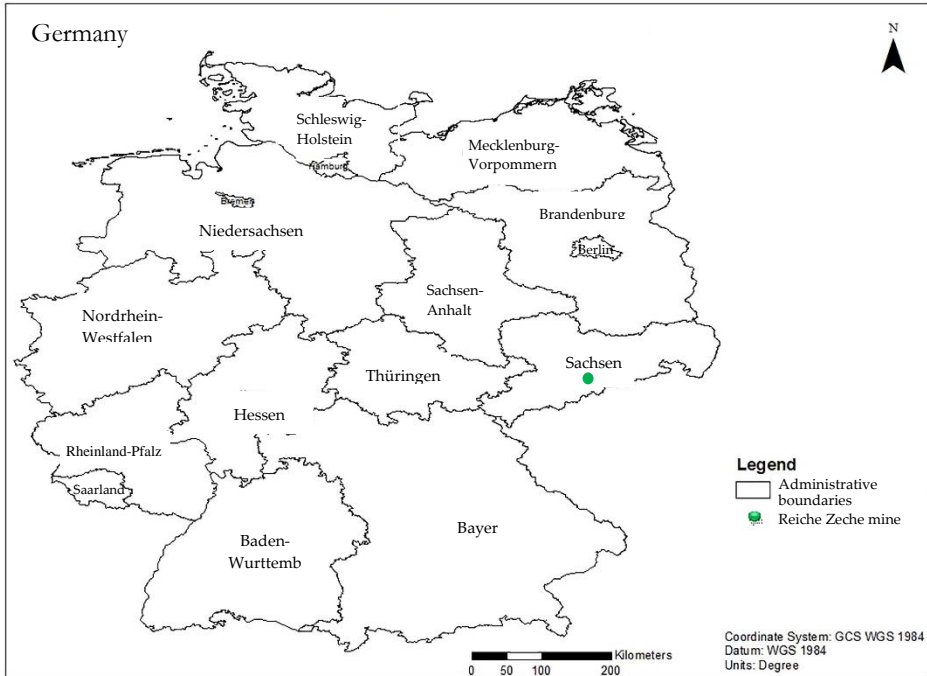 Germany
N
Schleswig-
Holstein
Mecklenburg-
Vorpommern
Hamburg
Bremen
Brandenburg
Niedersachsen
Berlin
Sachsen-
Anhalt
Nordrhein-
Westfalen
Sachsen
Thüringen
Hessen
Rheinland-Pfalz
Saarland
Baden-
Wurttemb
Bayer
Legend
Administrative
boundaries
Reiche Zeche mine
Kilometers
0 50 100 200
Coordinate System: GCS WGS 1984
Datum: WGS 1984
Units: Degree